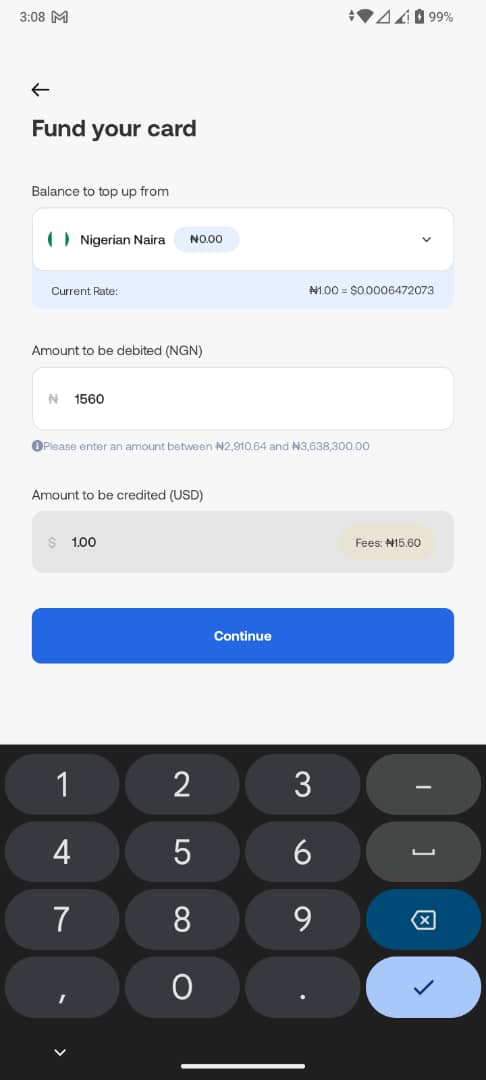 3:08 99%
Fund your card
Balance to top up from
Nigerian Naira ₦0.00
Current Rate: ₦1.00 = $0.0006472073
Amount to be debited (NGN)
₦ 1560
Please enter an amount between ₦2,910.64 and ₦3,638,300.00
Amount to be credited (USD)
$ 1.00 Fees: ₦15.60
Continue
1 2 3 –
4 5 6
7 8 9
, 0 .